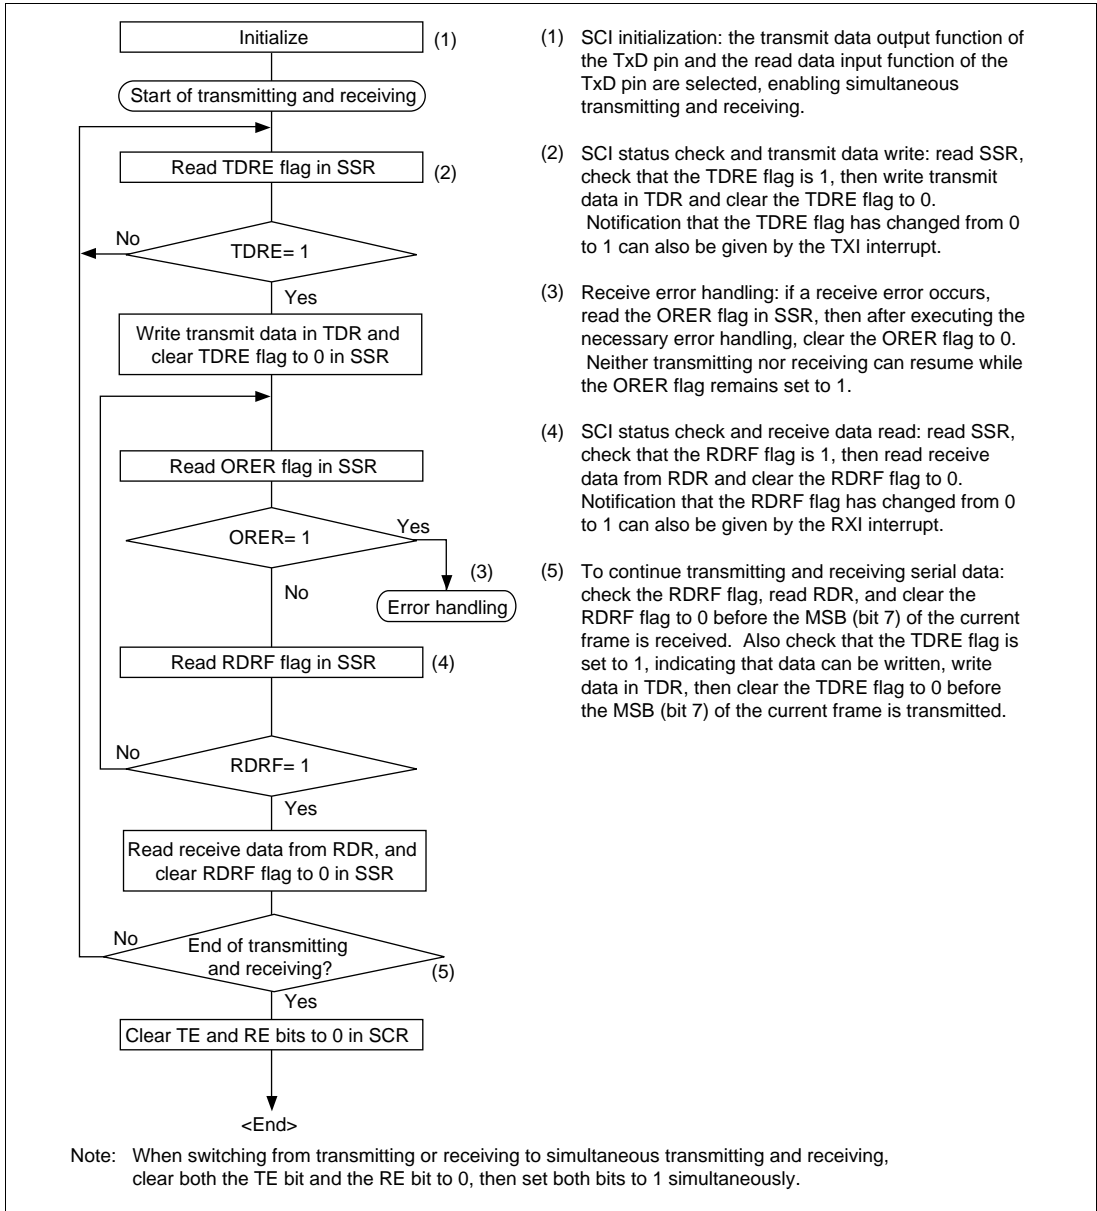 Initialize
(1)
Start of transmitting and receiving
Read TDRE flag in SSR
(2)
No
TDRE= 1
Yes
Write transmit data in TDR and
clear TDRE flag to 0 in SSR
Read ORER flag in SSR
ORER= 1
Yes
(3)
No
Error handling
Read RDRF flag in SSR
(4)
No
RDRF= 1
Yes
Read receive data from RDR, and
clear RDRF flag to 0 in SSR
No
End of transmitting
and receiving?
(5)
Yes
Clear TE and RE bits to 0 in SCR
<End>
(1) SCI initialization: the transmit data output function of
the TxD pin and the read data input function of the
TxD pin are selected, enabling simultaneous
transmitting and receiving.
(2) SCI status check and transmit data write: read SSR,
check that the TDRE flag is 1, then write transmit
data in TDR and clear the TDRE flag to 0.
Notification that the TDRE flag has changed from 0
to 1 can also be given by the TXI interrupt.
(3) Receive error handling: if a receive error occurs,
read the ORER flag in SSR, then after executing the
necessary error handling, clear the ORER flag to 0.
Neither transmitting nor receiving can resume while
the ORER flag remains set to 1.
(4) SCI status check and receive data read: read SSR,
check that the RDRF flag is 1, then read receive
data from RDR and clear the RDRF flag to 0.
Notification that the RDRF flag has changed from 0
to 1 can also be given by the RXI interrupt.
(5) To continue transmitting and receiving serial data:
check the RDRF flag, read RDR, and clear the
RDRF flag to 0 before the MSB (bit 7) of the current
frame is received.  Also check that the TDRE flag is
set to 1, indicating that data can be written, write
data in TDR, then clear the TDRE flag to 0 before
the MSB (bit 7) of the current frame is transmitted.
Note: When switching from transmitting or receiving to simultaneous transmitting and receiving,
clear both the TE bit and the RE bit to 0, then set both bits to 1 simultaneously.